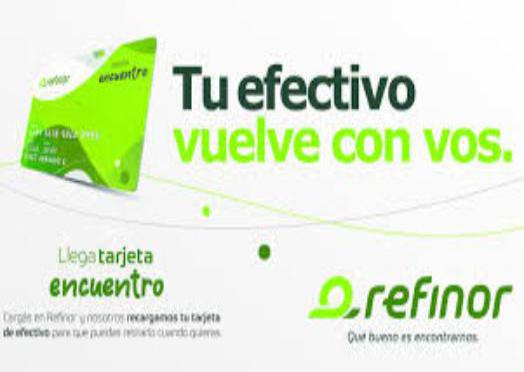 refinor
encuentro
Tu efectivo
vuelve con vos.
Llega tarjeta
encuentro
Cargás en Refinor y nosotros recargamos tu tarjeta
de efectivo para que puedas retirarlo cuando quieras.
refinor
Qué bueno es encontrarnos.